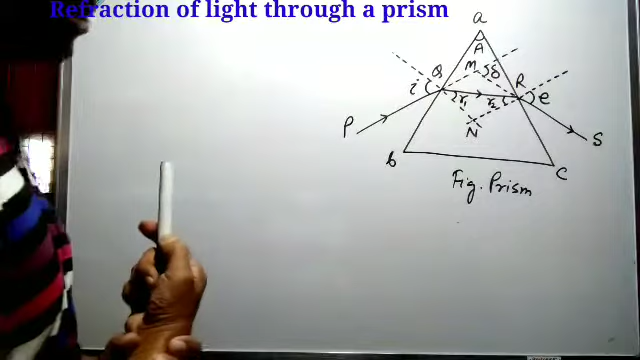 Refraction of light through a prism
a
A
M δ
Q R
i r₁ r₂ e
P N S
b c
Fig. Prism